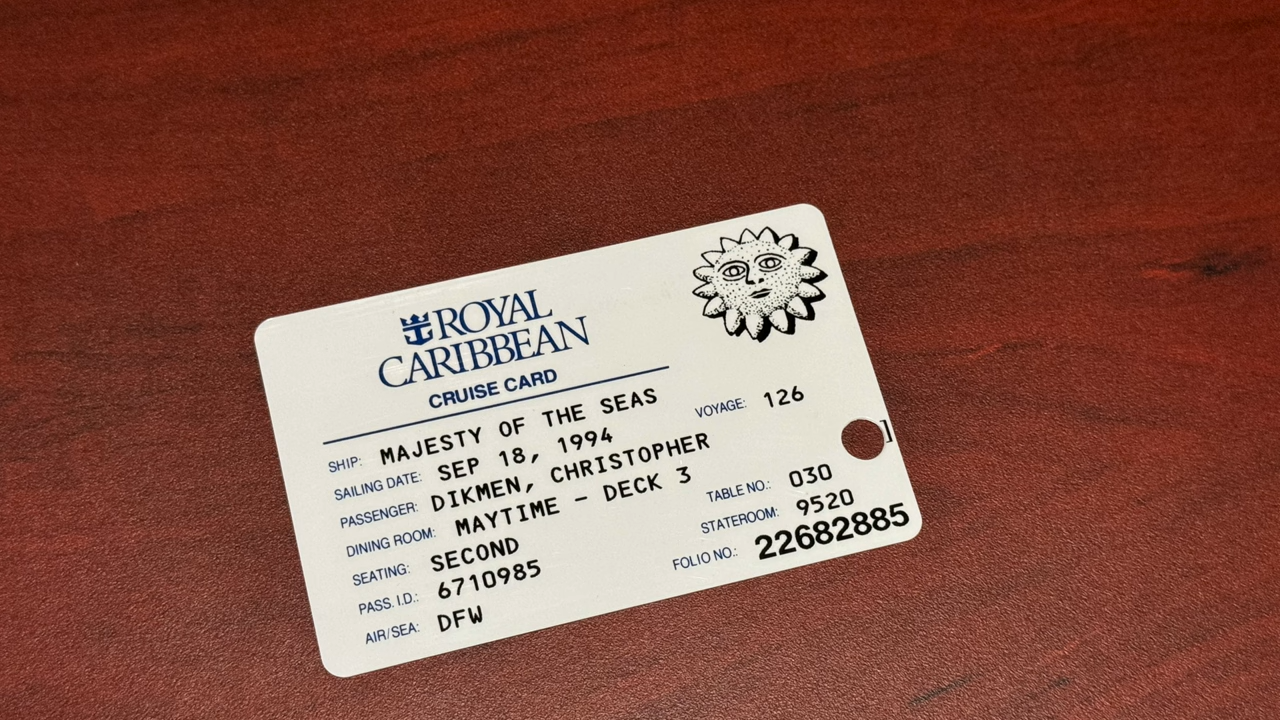 ROYAL
CARIBBEAN
CRUISE CARD
SHIP: MAJESTY OF THE SEAS
VOYAGE: 126
SAILING DATE: SEP 18, 1994
PASSENGER: DIKMEN, CHRISTOPHER
]
DINING ROOM: MAYTIME - DECK 3
TABLE NO.: 030
SEATING: SECOND
STATEROOM: 9520
PASS. I.D.: 6710985
FOLIO NO.: 22682885
AIR/SEA: DFW